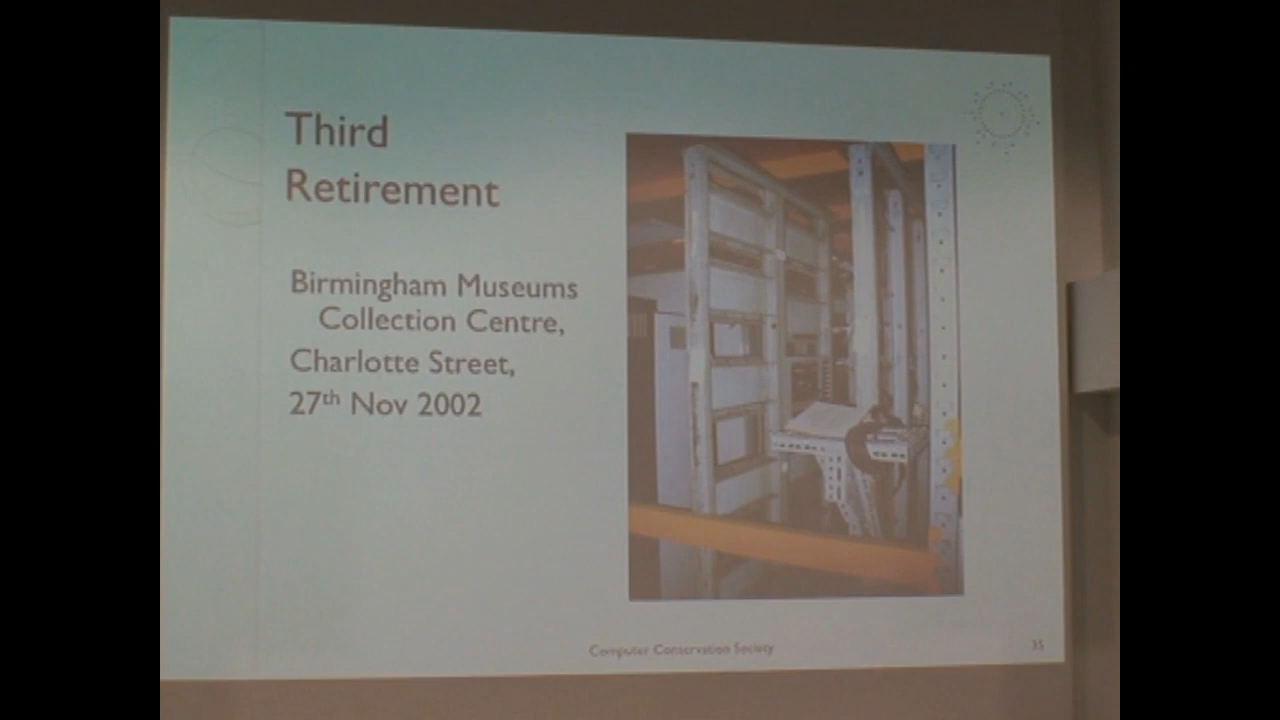 Third
Retirement
Birmingham Museums
Collection Centre,
Charlotte Street,
27th Nov 2002
Computer Conservation Society
35